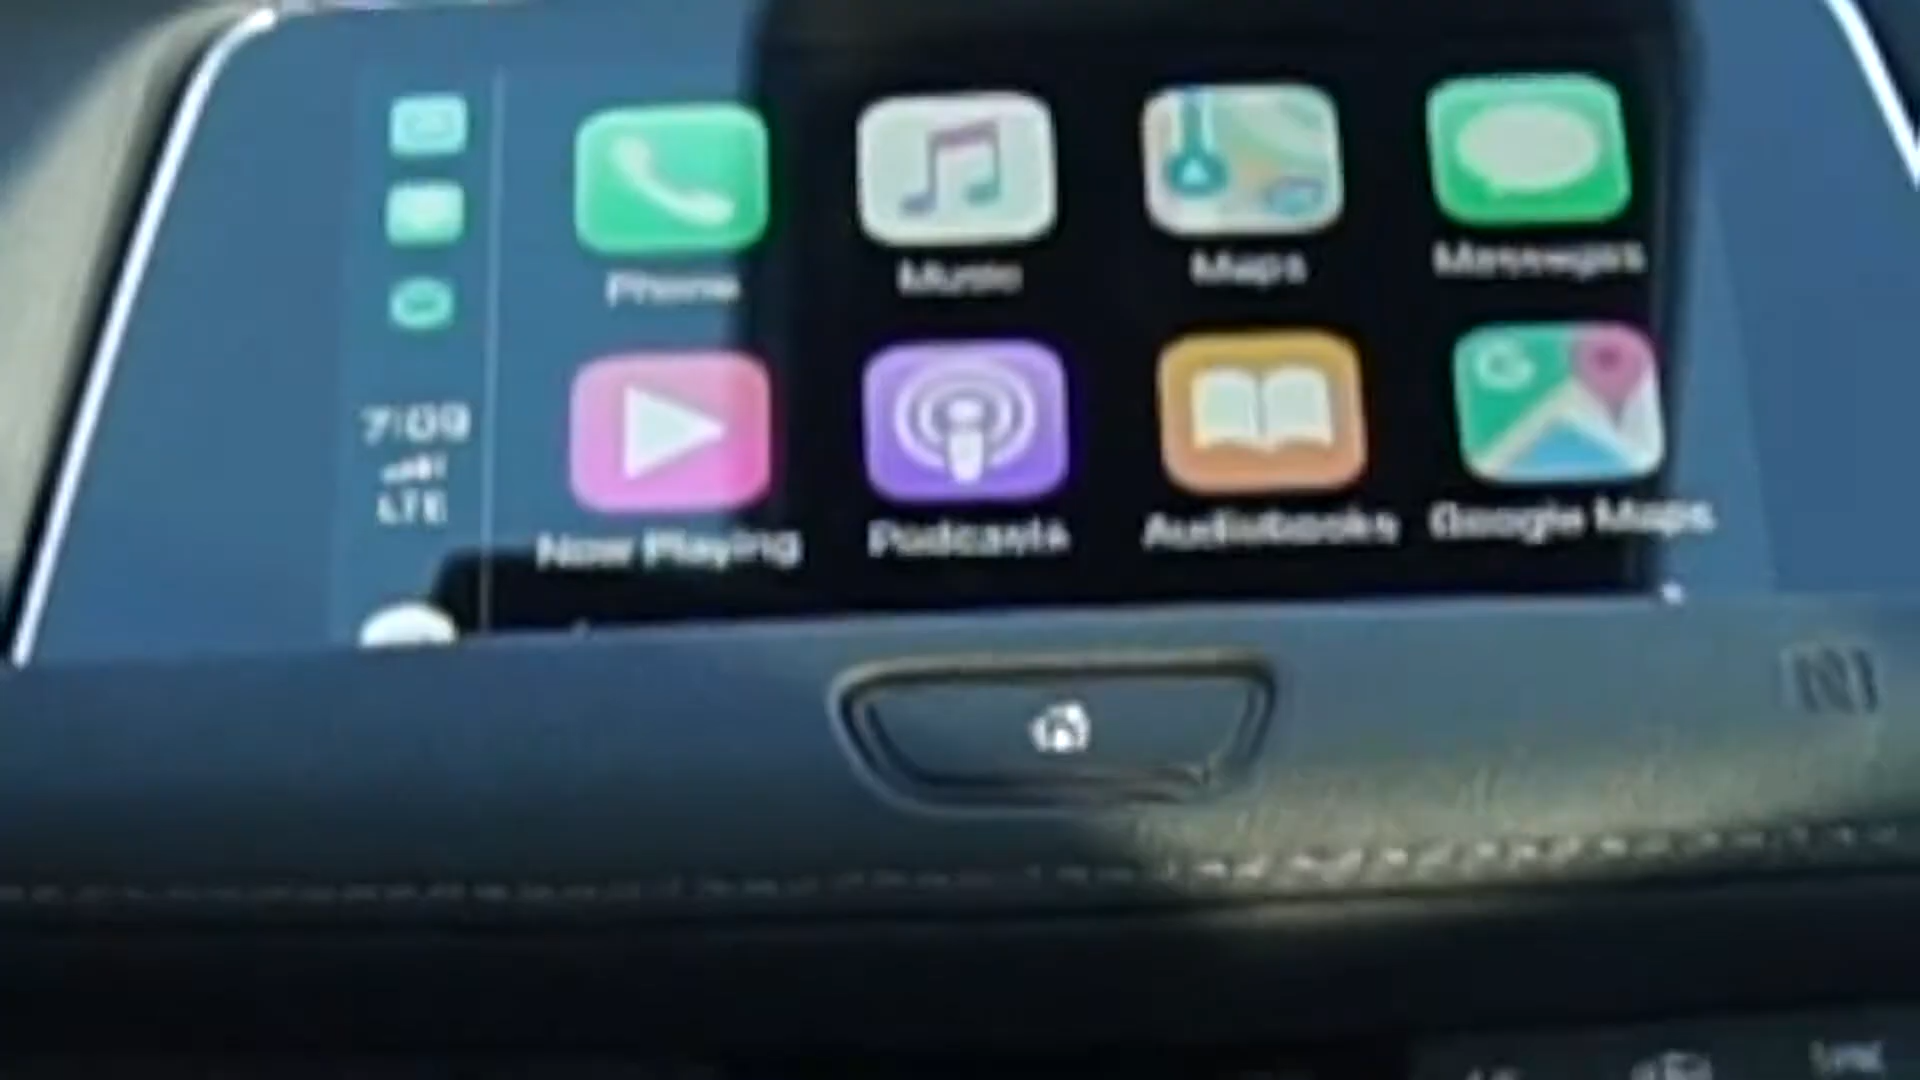 Phone
Music
Maps
Messages
G
7:09
LTE
Now Playing
Podcasts
Audiobooks
Google Maps